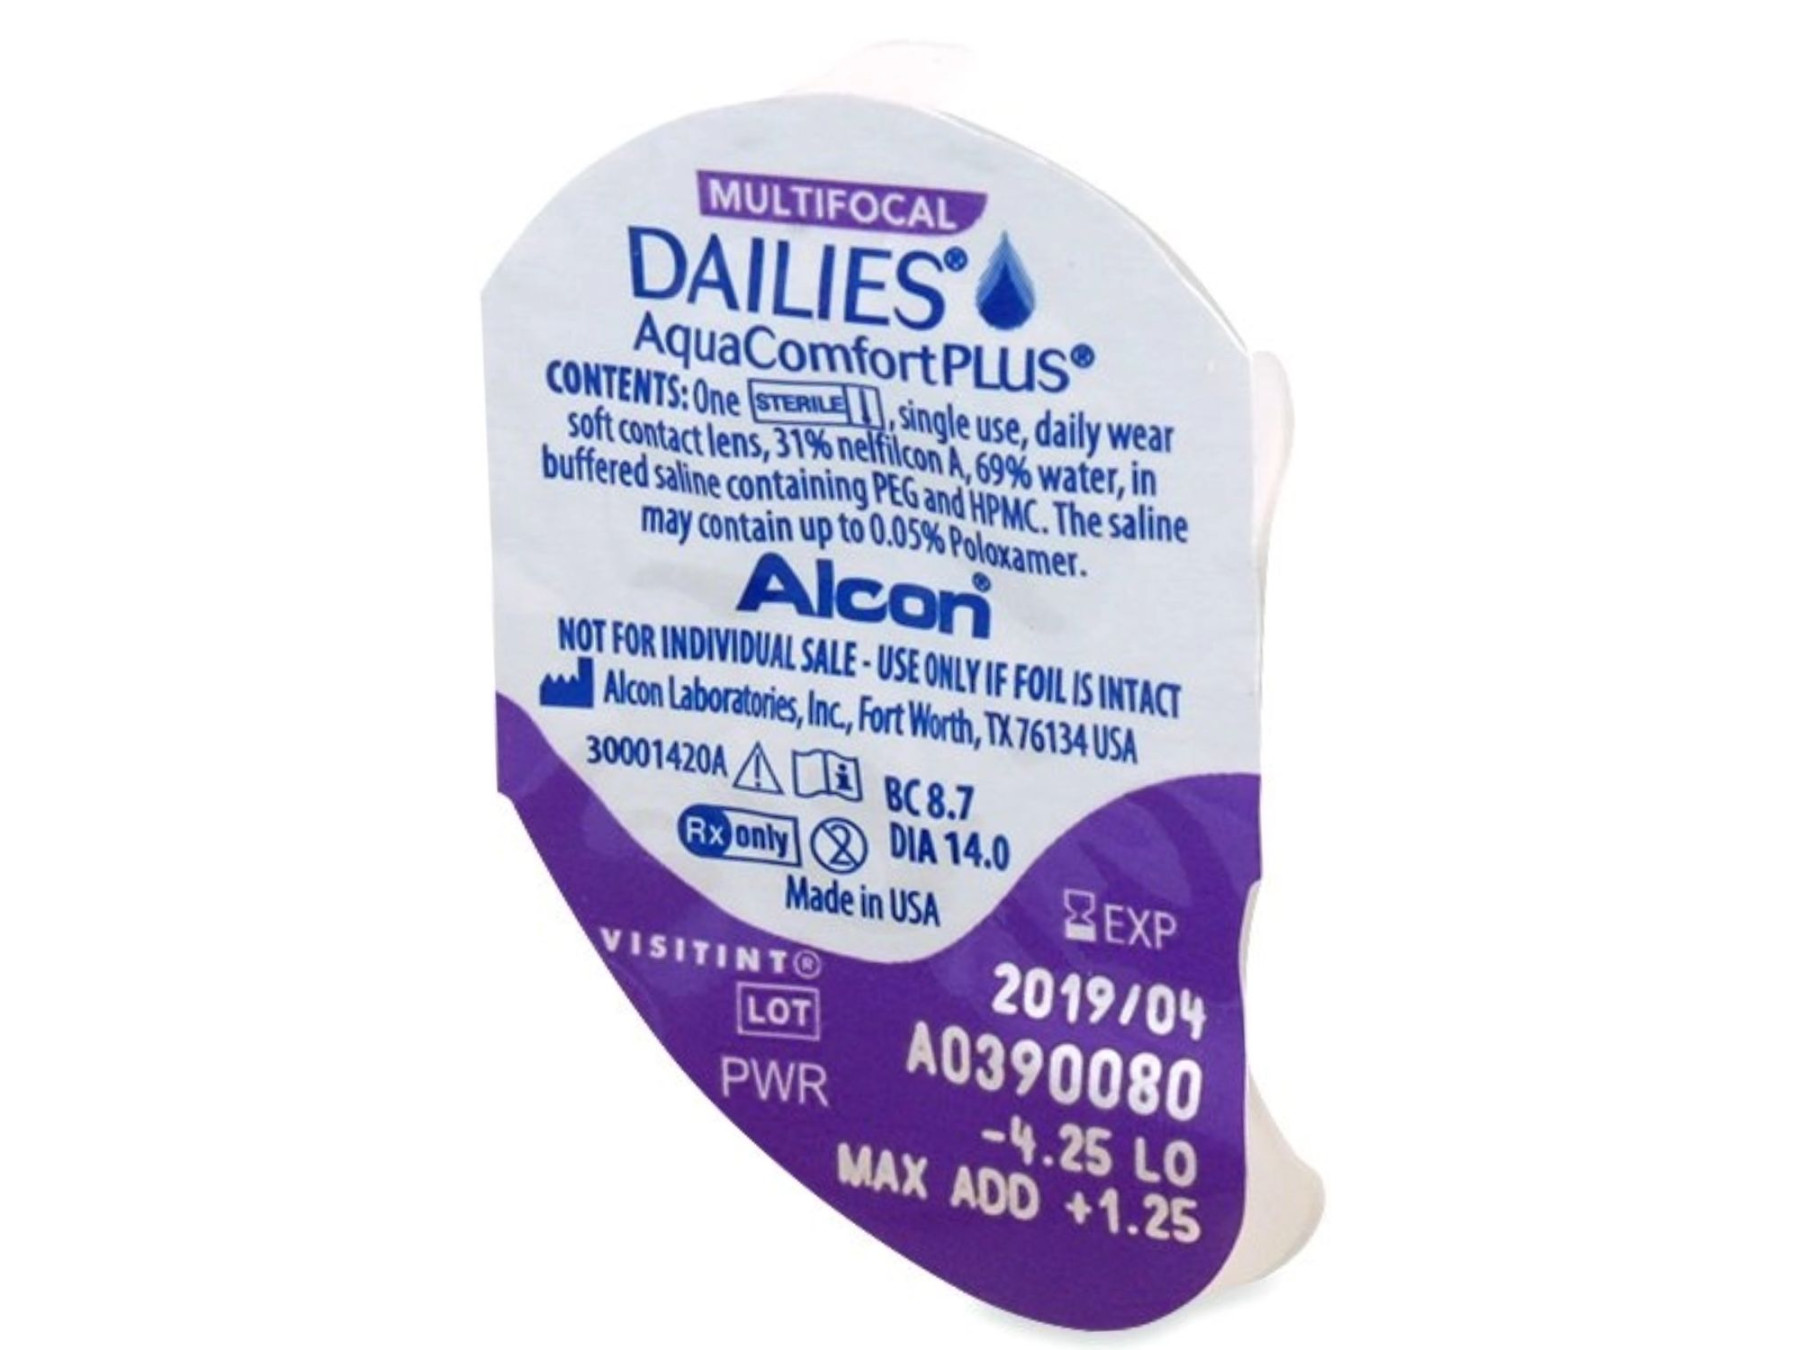 MULTIFOCAL
DAILIES®
AquaComfortPLUS®
CONTENTS: One STERILE, single use, daily wear
soft contact lens, 31% nelfilcon A, 69% water, in
buffered saline containing PEG and HPMC. The saline
may contain up to 0.05% Poloxamer.
Alcon®
NOT FOR INDIVIDUAL SALE - USE ONLY IF FOIL IS INTACT
Alcon Laboratories, Inc., Fort Worth, TX 76134 USA
30001420A
BC 8.7
Rx only 2 DIA 14.0
Made in USA
VISITINT®
EXP
2019/04
LOT A0390080
PWR -4.25 LO
MAX ADD +1.25